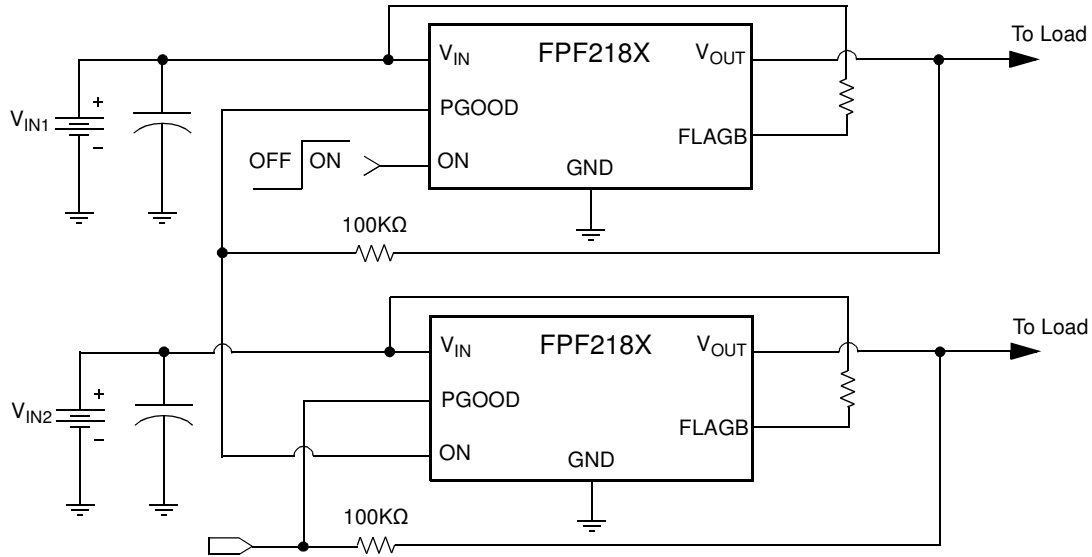 To Load
V_IN FPF218X V_OUT
V_IN1 + −
PGOOD
FLAGB
OFF ON
ON
GND
100KΩ
To Load
V_IN FPF218X V_OUT
V_IN2 + −
PGOOD
FLAGB
ON
GND
100KΩ